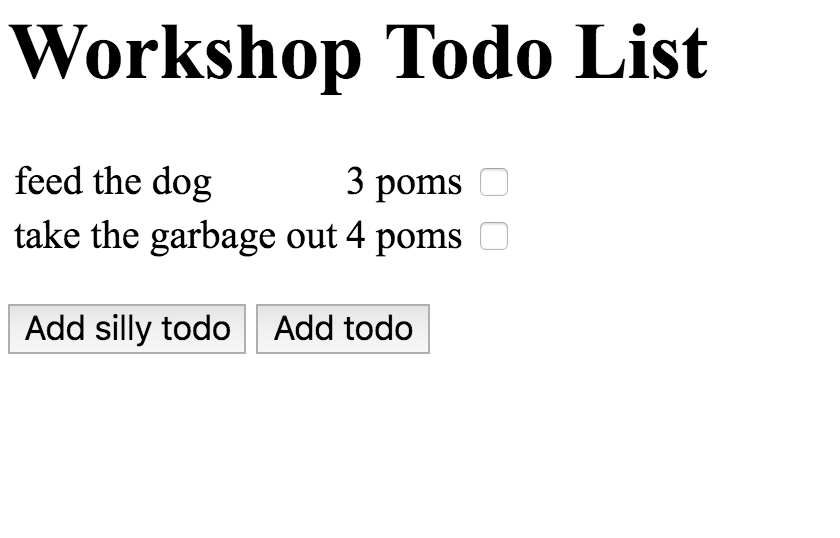 Workshop Todo List
feed the dog 3 poms
take the garbage out 4 poms
Add silly todo Add todo